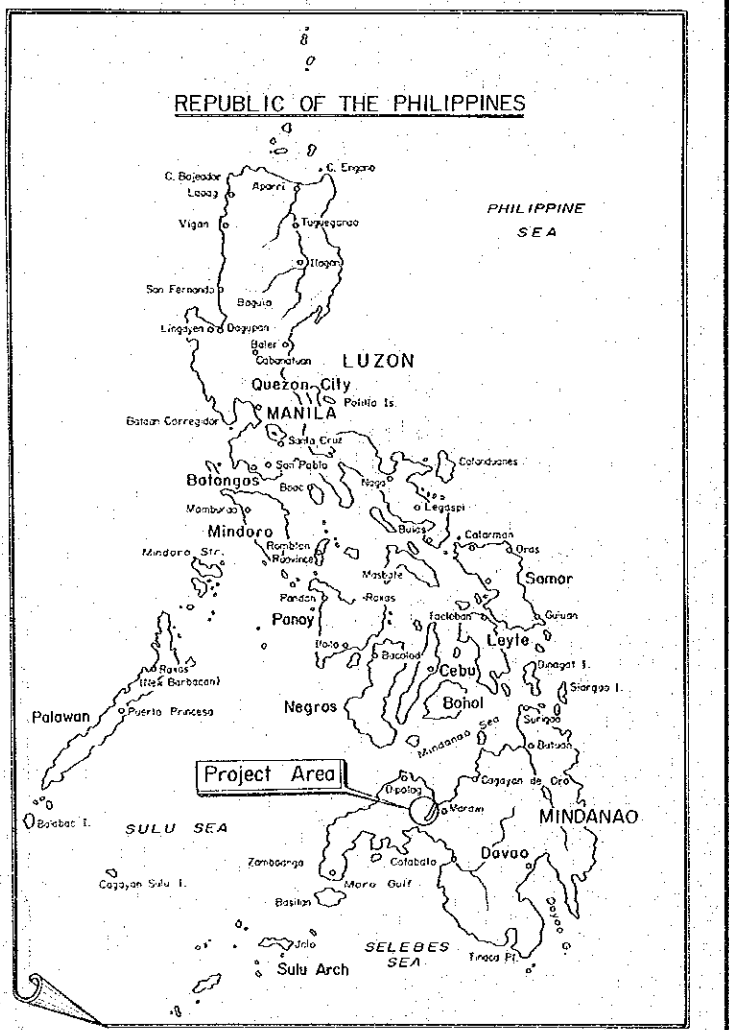 REPUBLIC OF THE PHILIPPINES
C. Bojeador
C. Engano
Aparri
Laoag
PHILIPPINE
SEA
Vigan
Tuguegarao
Ilagan
San Fernando
Baguio
Lingayen
Dagupan
Baler
Cabanatuan
LUZON
Quezon City
Polillo Is.
MANILA
Bataan Corregidor
Santa Cruz
San Pablo
Catanduanes
Batangas
Boac
Naga
Mamburao
Legaspi
Mindoro
Bulan
Catarman
Oras
Mindoro Str.
Romblon
Masbate
Samar
Pandan
Roxas
Panay
Tacloban
Guiuan
Leyte
Iloilo
Bacolod
Dinagat I.
Roxas
Cebu
Siargao I.
Palawan
Puerto Princesa
Negros
Bohol
Surigao
Mindanao Sea
Butuan
Project Area
Dipolog
Cagayan de Oro
Marawi
MINDANAO
Balabac I.
SULU SEA
Zamboanga
Cotabato
Davao
Cagayan Sulu I.
Moro Gulf
Basilan
Davao G.
Jolo
SELEBES
SEA
Sulu Arch
Tinaca Pt.